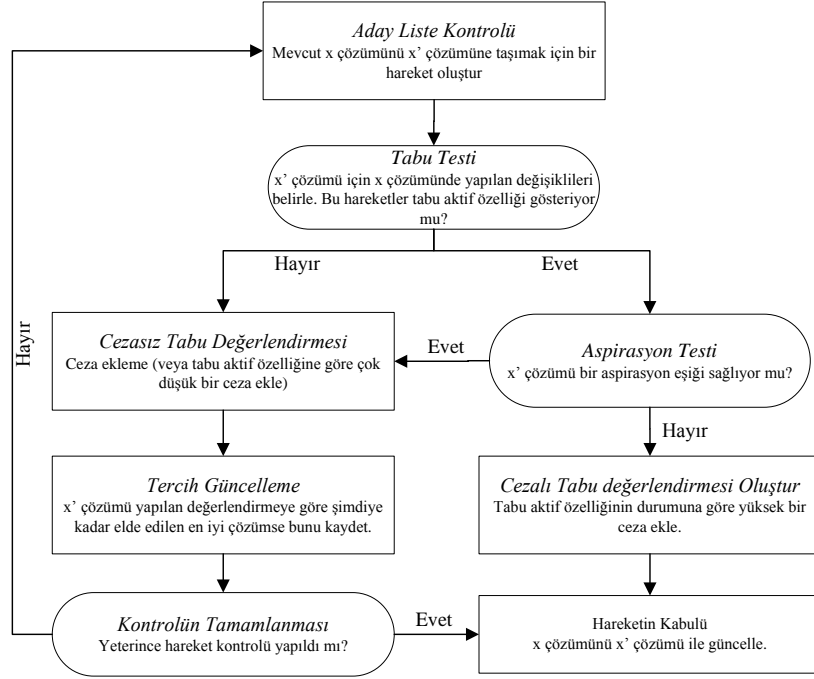 Aday Liste Kontrolü
Mevcut x çözümünü x’ çözümüne taşımak için bir
hareket oluştur
Tabu Testi
x’ çözümü için x çözümünde yapılan değişiklileri
belirle. Bu hareketler tabu aktif özelliği gösteriyor
mu?
Hayır
Evet
Cezasız Tabu Değerlendirmesi
Ceza ekleme (veya tabu aktif özelliğine göre çok
düşük bir ceza ekle)
Evet
Aspirasyon Testi
x’ çözümü bir aspirasyon eşiği sağlıyor mu?
Hayır
Hayır
Tercih Güncelleme
x’ çözümü yapılan değerlendirmeye göre şimdiye
kadar elde edilen en iyi çözümse bunu kaydet.
Cezalı Tabu değerlendirmesi Oluştur
Tabu aktif özelliğinin durumuna göre yüksek bir
ceza ekle.
Kontrolün Tamamlanması
Yeterince hareket kontrolü yapıldı mı?
Evet
Hareketin Kabulü
x çözümünü x’ çözümü ile güncelle.